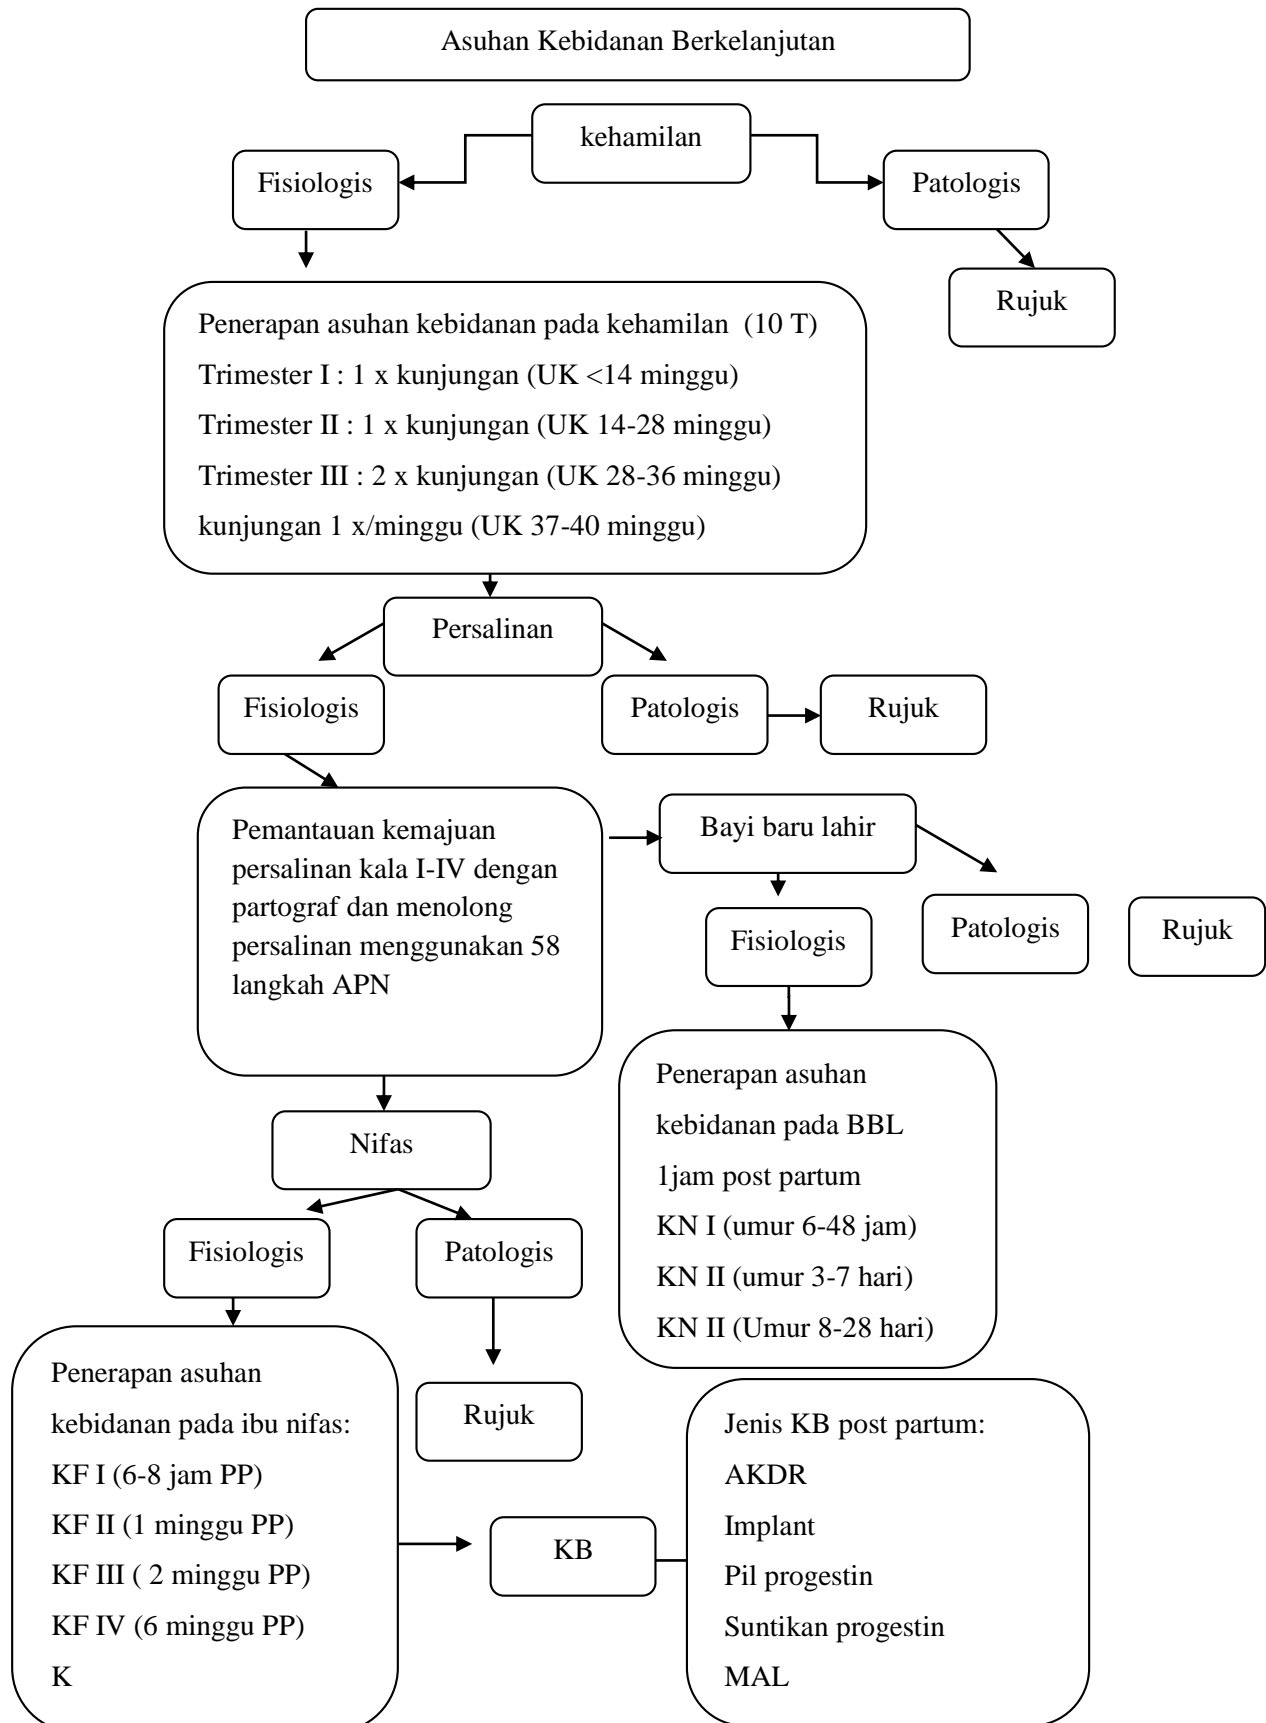 Asuhan Kebidanan Berkelanjutan
kehamilan
Fisiologis
Patologis
Rujuk
Penerapan asuhan kebidanan pada kehamilan (10 T)
Trimester I : 1 x kunjungan (UK <14 minggu)
Trimester II : 1 x kunjungan (UK 14-28 minggu)
Trimester III : 2 x kunjungan (UK 28-36 minggu)
kunjungan 1 x/minggu (UK 37-40 minggu)
Persalinan
Fisiologis
Patologis
Rujuk
Pemantauan kemajuan
persalinan kala I-IV dengan
partograf dan menolong
persalinan menggunakan 58
langkah APN
Bayi baru lahir
Fisiologis
Patologis
Rujuk
Penerapan asuhan
kebidanan pada BBL
1jam post partum
KN I (umur 6-48 jam)
KN II (umur 3-7 hari)
KN II (Umur 8-28 hari)
Nifas
Fisiologis
Patologis
Rujuk
Penerapan asuhan
kebidanan pada ibu nifas:
KF I (6-8 jam PP)
KF II (1 minggu PP)
KF III ( 2 minggu PP)
KF IV (6 minggu PP)
K
KB
Jenis KB post partum:
AKDR
Implant
Pil progestin
Suntikan progestin
MAL